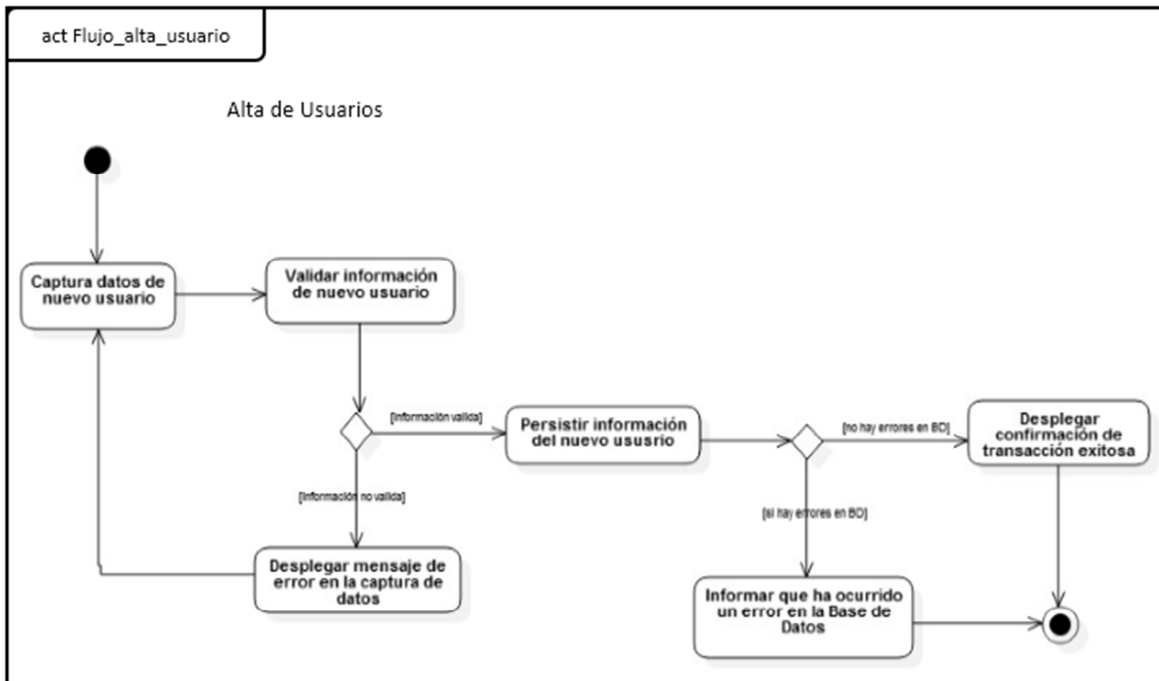 act Flujo_alta_usuario
Alta de Usuarios
Captura datos de
nuevo usuario
Validar información
de nuevo usuario
[Información valida]
Persistir información
del nuevo ususrio
[no hay errores en BD]
Desplegar
confirmación de
transacción exitosa
[Información no valida]
[si hay errores en BD]
Desplegar mensaje de
error en la captura de
datos
Informar que ha ocurrido
un error en la Base de
Datos